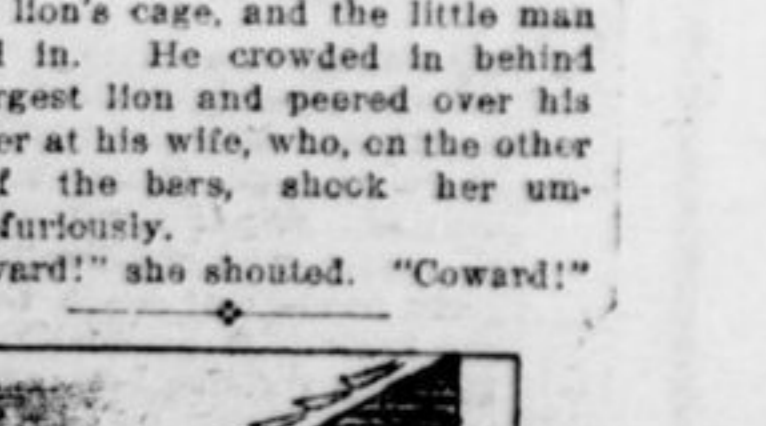 lion's cage, and the little man
in. He crowded in behind
rgest lion and peered over his
er at his wife, who, on the other
f the bars, shook her um-
furiously.
vard!" she shouted. "Coward!"